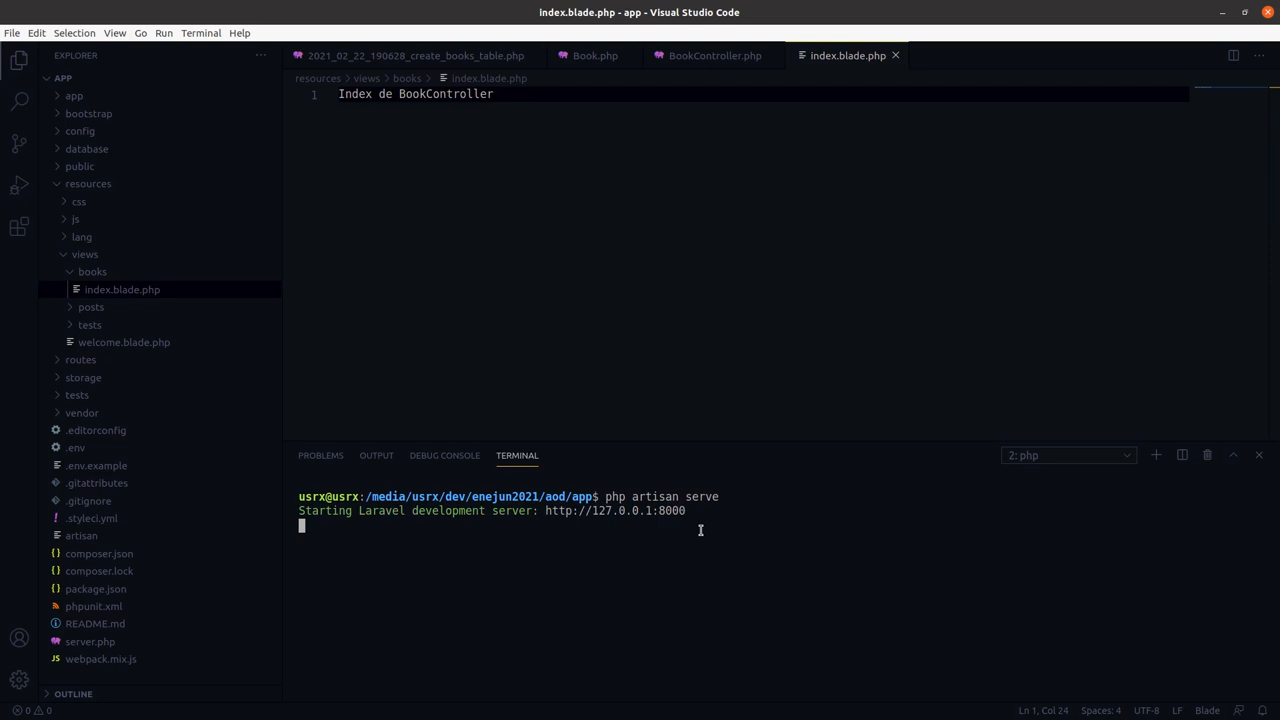 index.blade.php - app - Visual Studio Code
File Edit Selection View Go Run Terminal Help
EXPLORER
APP
app
bootstrap
config
database
public
resources
css
js
lang
views
books
index.blade.php
posts
tests
welcome.blade.php
routes
storage
tests
vendor
.editorconfig
.env
.env.example
.gitattributes
.gitignore
.styleci.yml
artisan
composer.json
composer.lock
package.json
phpunit.xml
README.md
server.php
webpack.mix.js
OUTLINE
2021_02_22_190628_create_books_table.php Book.php BookController.php index.blade.php
resources > views > books > index.blade.php
1 Index de BookController
PROBLEMS OUTPUT DEBUG CONSOLE TERMINAL 2: php
usrx@usrx:/media/usrx/dev/enejun2021/aod/app$ php artisan serve
Starting Laravel development server: http://127.0.0.1:8000
0 0 Ln 1, Col 24 Spaces: 4 UTF-8 LF Blade